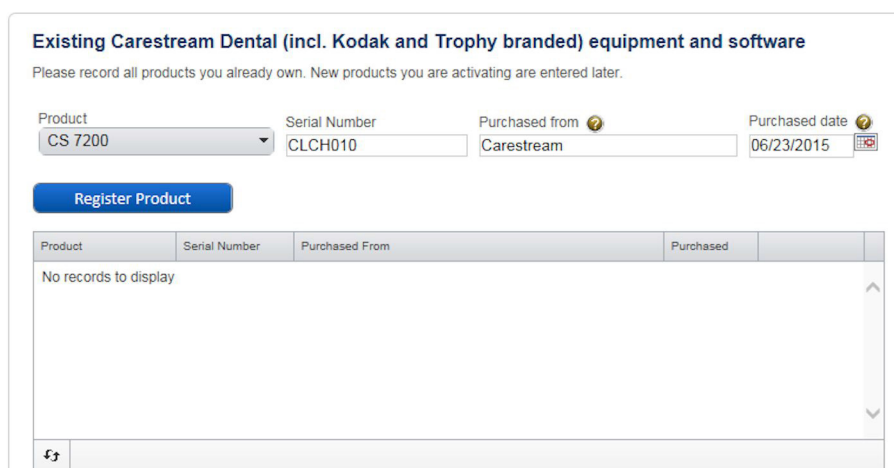 Existing Carestream Dental (incl. Kodak and Trophy branded) equipment and software
Please record all products you already own. New products you are activating are entered later.
Product Serial Number Purchased from Purchased date
CS 7200 CLCH010 Carestream 06/23/2015
Register Product
Product Serial Number Purchased From Purchased
No records to display